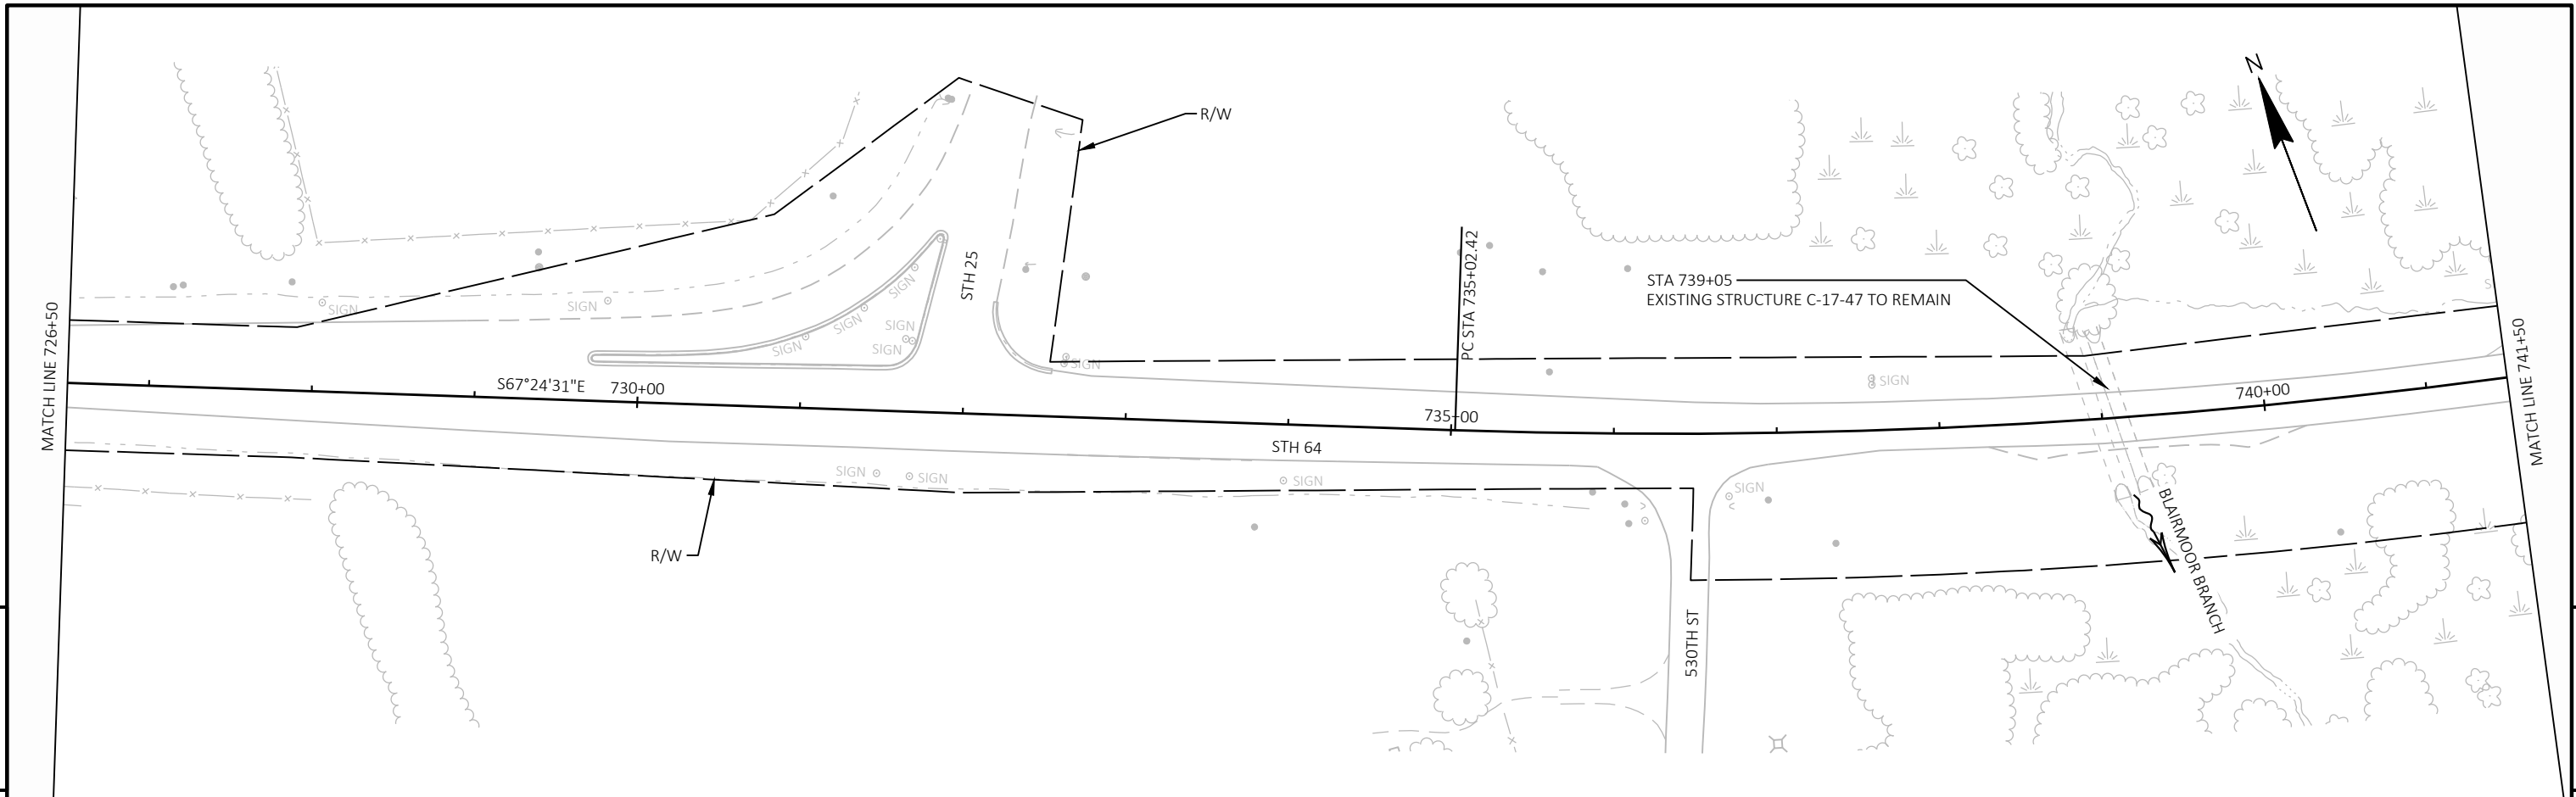 N
R/W
STH 25
PC STA 735+02.42
STA 739+05
EXISTING STRUCTURE C-17-47 TO REMAIN
SIGN
SIGN
SIGN
SIGN
SIGN
SIGN
SIGN
SIGN
SIGN
S
MATCH LINE 726+50
S67°24'31"E
730+00
735+00
740+00
MATCH LINE 741+50
STH 64
SIGN
SIGN
SIGN
SIGN
R/W
BLAIRMOOR BRANCH
530TH ST